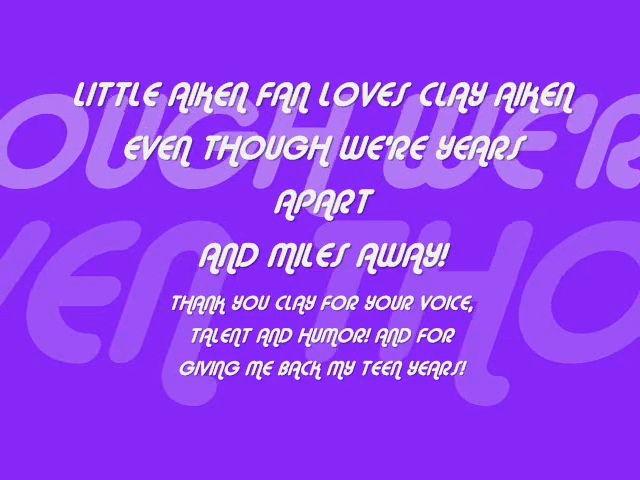 LITTLE AIKEN FAN LOVES CLAY AIKEN
EVEN THOUGH WE'RE YEARS
APART
AND MILES AWAY!
THANK YOU CLAY FOR YOUR VOICE,
TALENT AND HUMOR! AND FOR
GIVING ME BACK MY TEEN YEARS!